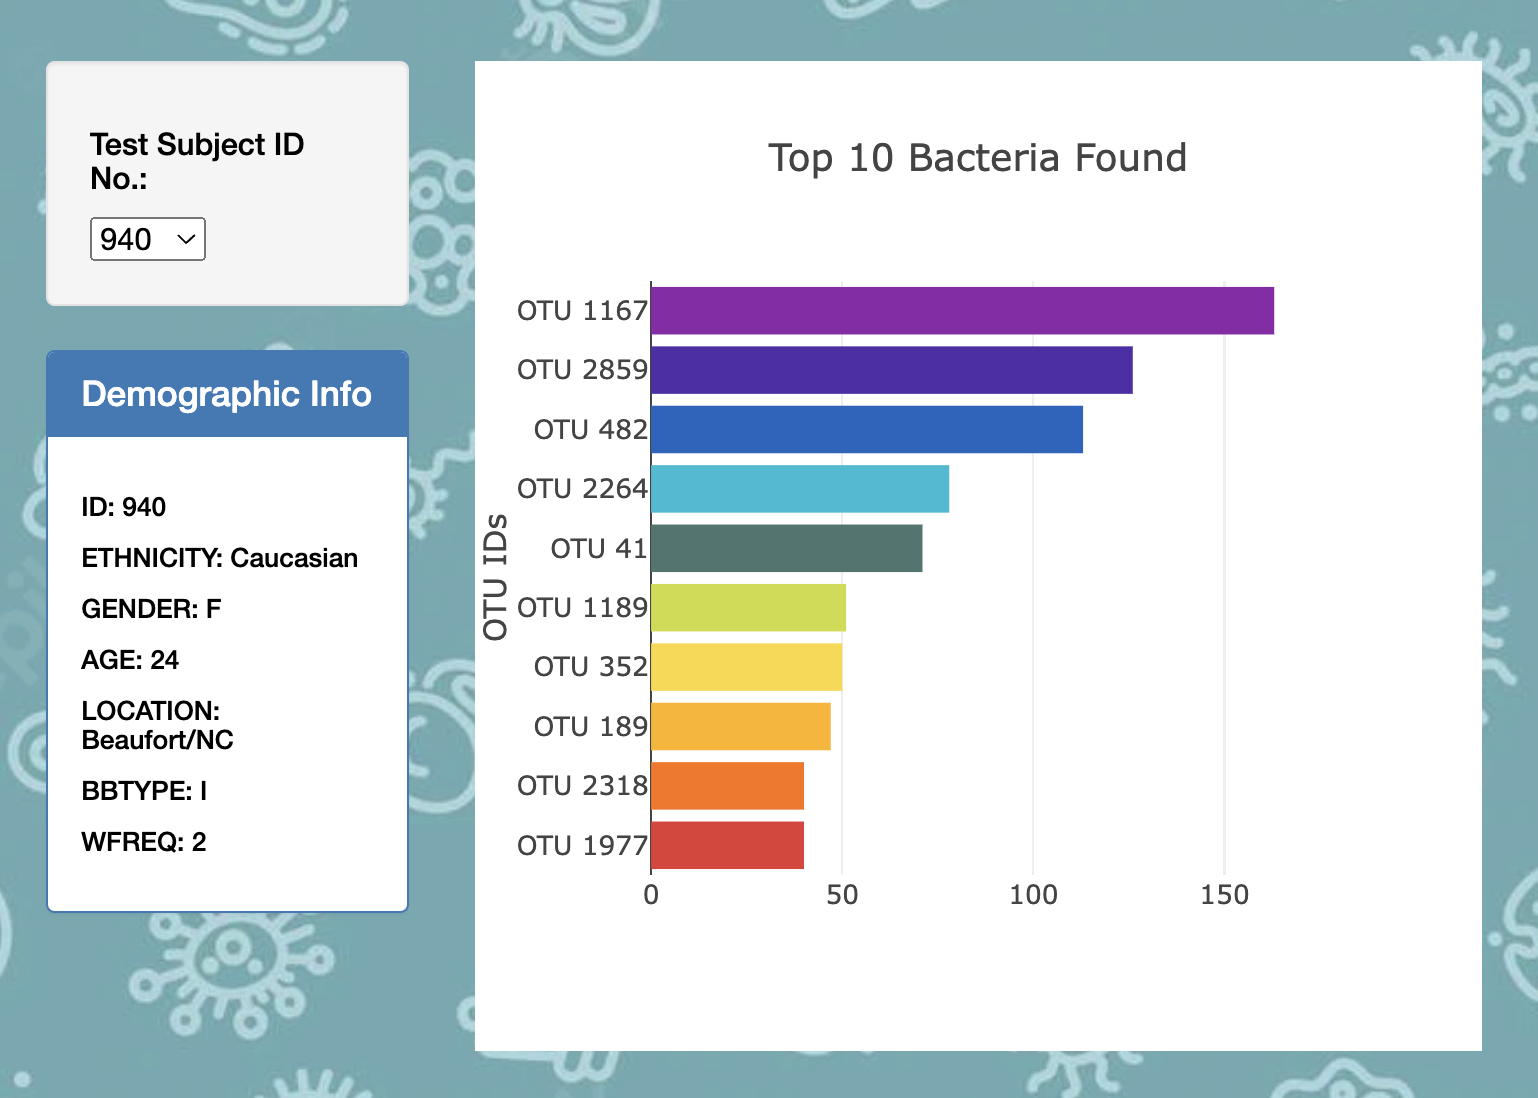 Test Subject ID
No.:
940
Demographic Info
ID: 940
ETHNICITY: Caucasian
GENDER: F
AGE: 24
LOCATION:
Beaufort/NC
BBTYPE: I
WFREQ: 2
Top 10 Bacteria Found
OTU IDs
OTU 1167
OTU 2859
OTU 482
OTU 2264
OTU 41
OTU 1189
OTU 352
OTU 189
OTU 2318
OTU 1977
0 50 100 150